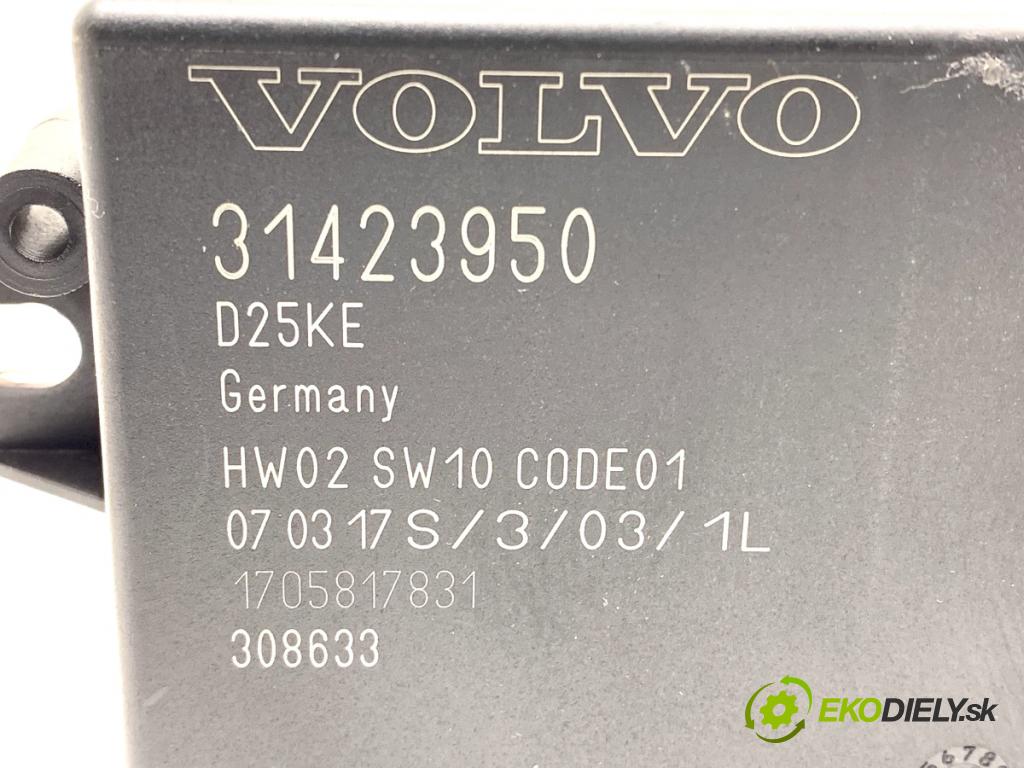 VOLVO
31423950
D25KE
Germany
HW02 SW10 CODE01
07 03 17 S/3/03/1L
1705817831
308633
EKODIELY.sk